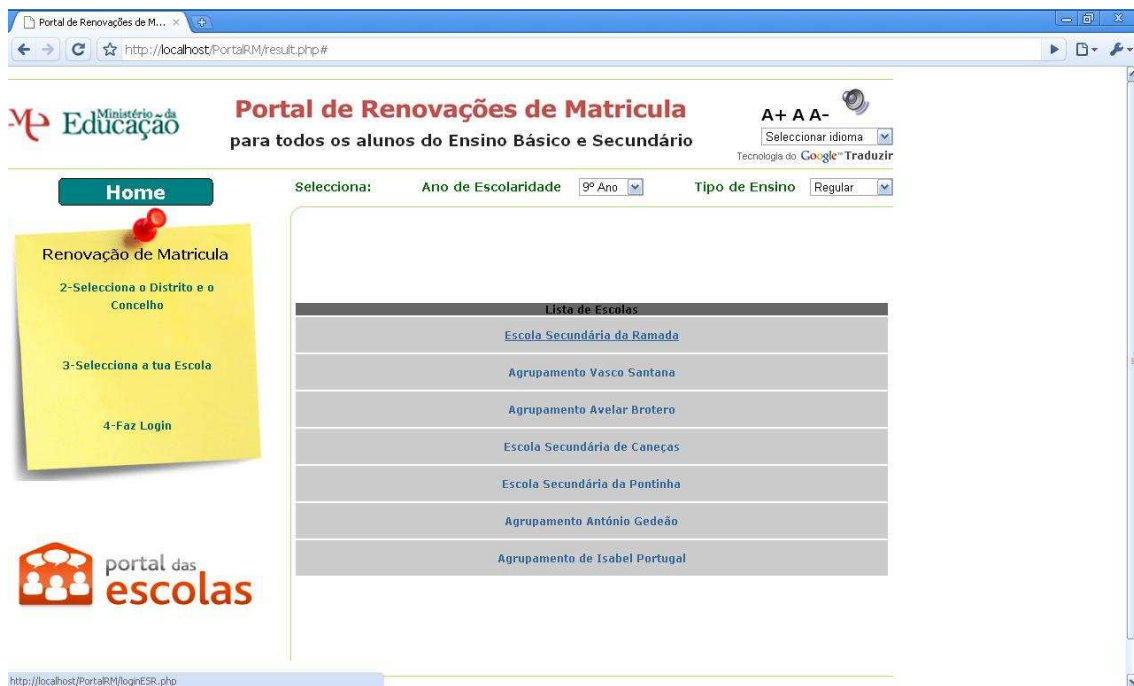 Portal de Renovações de M...
http://localhost/PortalRM/result.php#
Ministério da
Educação
Portal de Renovações de Matricula
para todos os alunos do Ensino Básico e Secundário
A+ A A-
Seleccionar idioma
Tecnologia do Google™ Traduzir
Home
Selecciona: Ano de Escolaridade 9º Ano Tipo de Ensino Regular
Renovação de Matricula
2-Selecciona o Distrito e o
Concelho
3-Selecciona a tua Escola
4-Faz Login
Lista de Escolas
Escola Secundária da Ramada
Agrupamento Vasco Santana
Agrupamento Avelar Brotero
Escola Secundária de Caneças
Escola Secundária da Pontinha
Agrupamento António Gedeão
Agrupamento de Isabel Portugal
portal das
escolas
http://localhost/PortalRM/loginESR.php